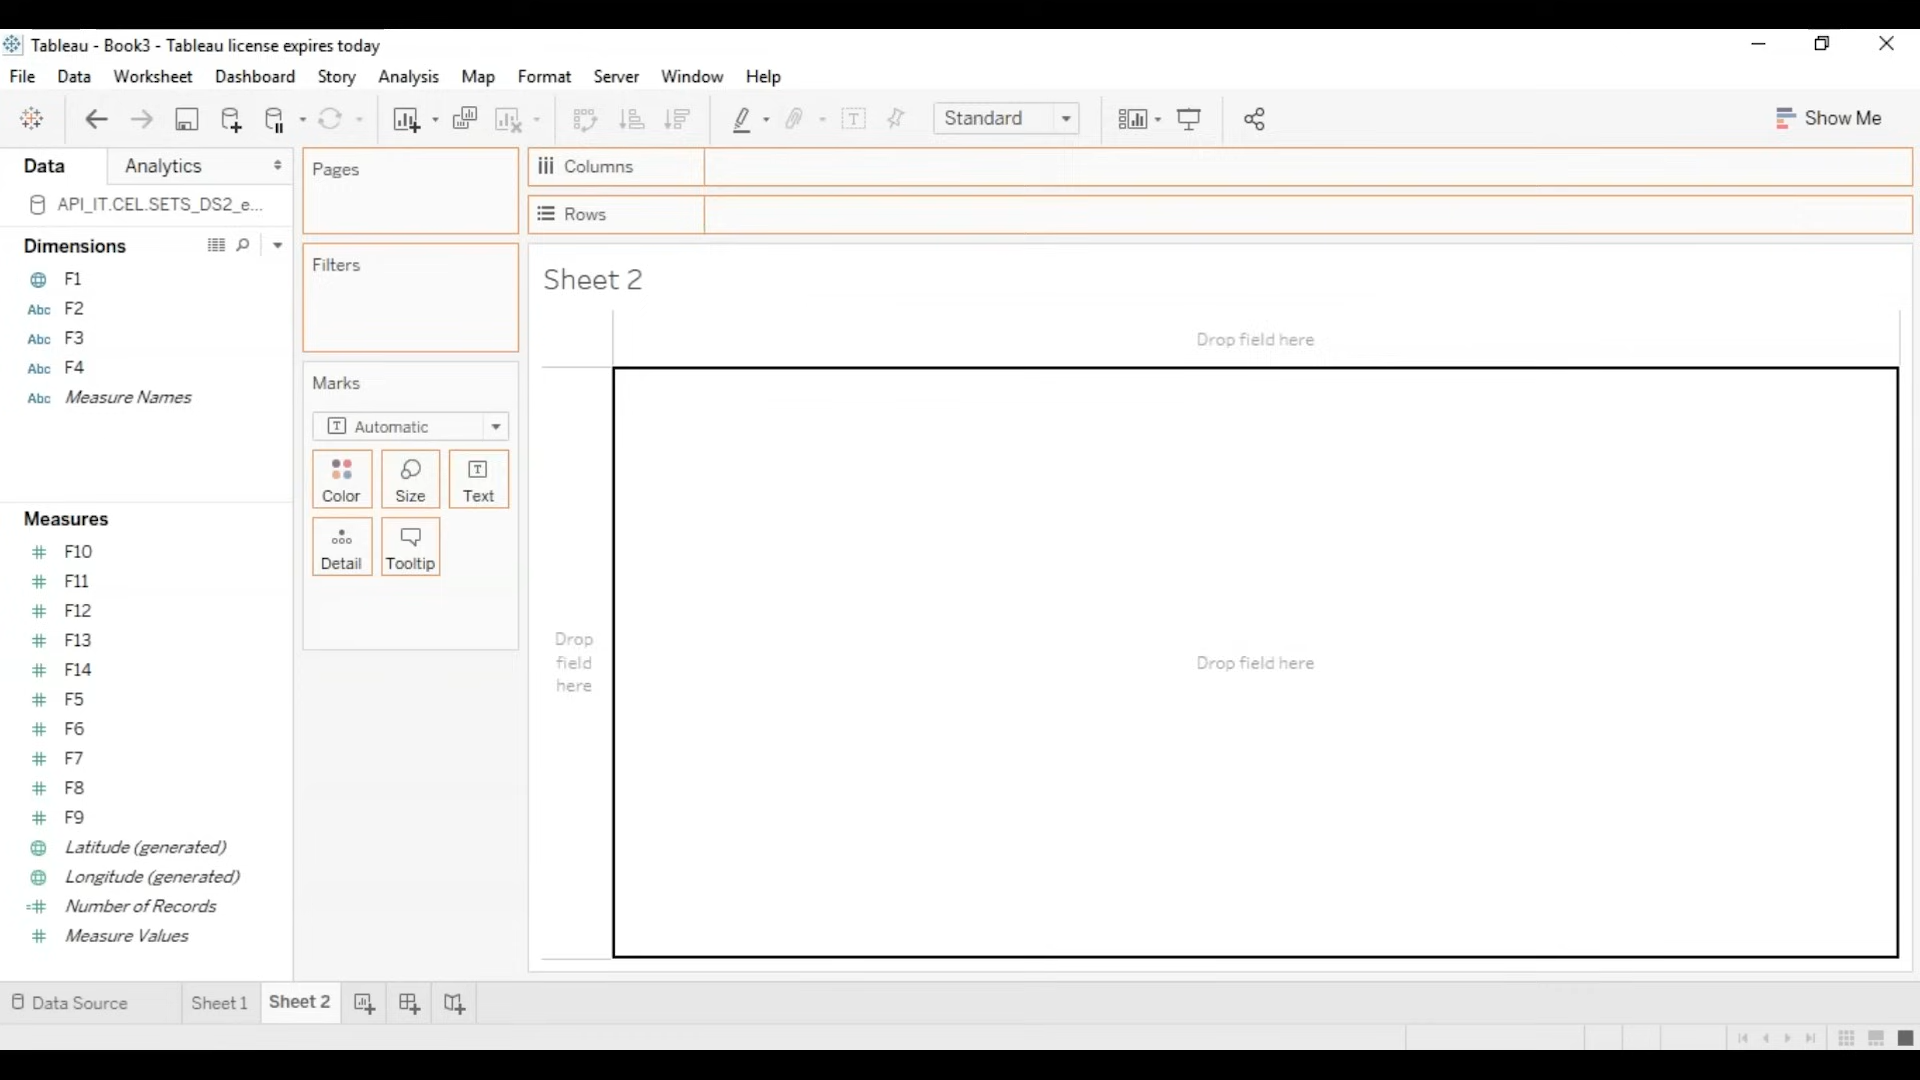 Tableau - Book3 - Tableau license expires today
File Data Worksheet Dashboard Story Analysis Map Format Server Window Help
Standard
Show Me
Data Analytics
API_IT.CEL.SETS_DS2_e...
Dimensions
F1
Abc F2
Abc F3
Abc F4
Abc Measure Names
Measures
F10
F11
F12
F13
F14
F5
F6
F7
F8
F9
Latitude (generated)
Longitude (generated)
=# Number of Records
Measure Values
Pages
Filters
Marks
T Automatic
Color Size Text
Detail Tooltip
Columns
Rows
Sheet 2
Drop field here
Drop
field
here
Drop field here
Data Source Sheet 1 Sheet 2